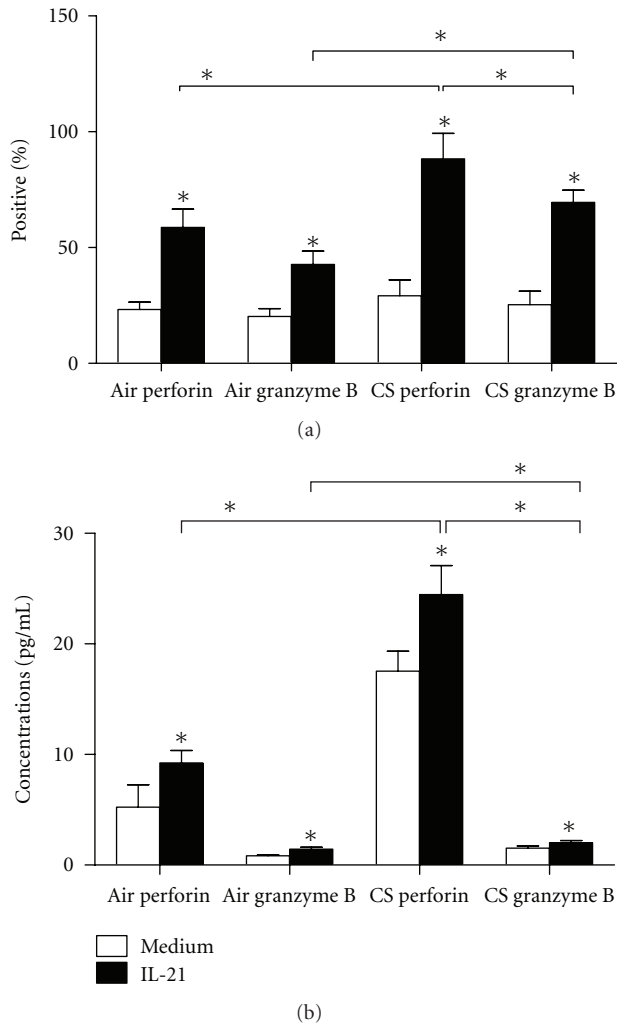 150
100
50
0
Positive (%)
* *
* *
* * * *
Air perforin Air granzyme B CS perforin CS granzyme B
(a)
30
20
10
0
Concentrations (pg/mL)
*
* *
* * * *
Air perforin Air granzyme B CS perforin CS granzyme B
Medium
IL-21
(b)